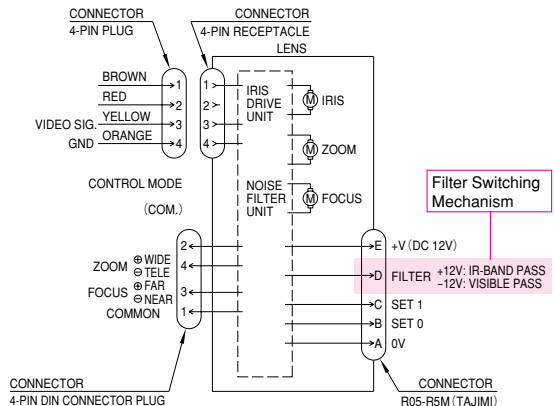 CONNECTOR
4-PIN PLUG
CONNECTOR
4-PIN RECEPTACLE
LENS
BROWN
RED
VIDEO SIG. YELLOW
GND ORANGE
1
2
3
4
1
2
3
4
IRIS
DRIVE
UNIT
M IRIS
M ZOOM
NOISE
FILTER
UNIT
M FOCUS
CONTROL MODE
(COM.)
Filter Switching
Mechanism
ZOOM ⊕ WIDE
⊖ TELE
FOCUS ⊕ FAR
⊖ NEAR
COMMON
2
4
3
1
E +V (DC 12V)
D FILTER +12V: IR-BAND PASS
−12V: VISIBLE PASS
C SET 1
B SET 0
A 0V
CONNECTOR
4-PIN DIN CONNECTOR PLUG
CONNECTOR
R05-R5M (TAJIMI)